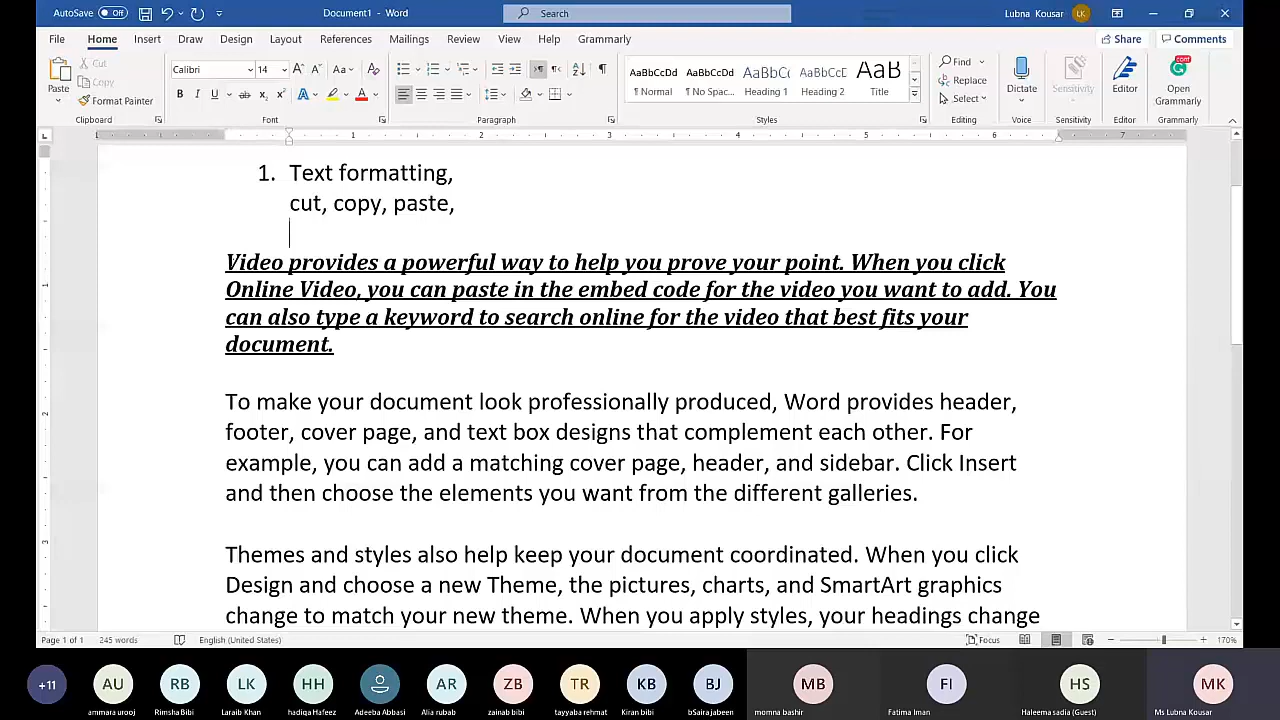 AutoSave Off Document1 - Word Search Lubna Kousar LK
File Home Insert Draw Design Layout References Mailings Review View Help Grammarly Share Comments
Paste Cut Copy Format Painter
Calibri 14
AaBbCcDd AaBbCcDd AaBbC AaBbCcE AaB
¶ Normal ¶ No Spac... Heading 1 Heading 2 Title
Find Replace Select
Dictate Sensitivity Editor Open Grammarly
Clipboard Font Paragraph Styles Editing Voice Sensitivity Editor Grammarly
1 1 2 3 4 5 6 7
1. Text formatting,
cut, copy, paste,
Video provides a powerful way to help you prove your point. When you click
Online Video, you can paste in the embed code for the video you want to add. You
can also type a keyword to search online for the video that best fits your
document.
To make your document look professionally produced, Word provides header,
footer, cover page, and text box designs that complement each other. For
example, you can add a matching cover page, header, and sidebar. Click Insert
and then choose the elements you want from the different galleries.
Themes and styles also help keep your document coordinated. When you click
Design and choose a new Theme, the pictures, charts, and SmartArt graphics
change to match your new theme. When you apply styles, your headings change
Page 1 of 1 245 words English (United States) Focus 170%
+11 AU RB LK HH AR ZB TR KB BJ MB FI HS MK
ammara urooj Rimsha Bibi Laraib Khan hadiqa Hafeez Adeeba Abbasi Alia rubab zainab bibi tayyaba rehmat Kiran bibi bSaira jabeen momna bashir Fatima Iman Haleema sadia (Guest) Ms Lubna Kousar